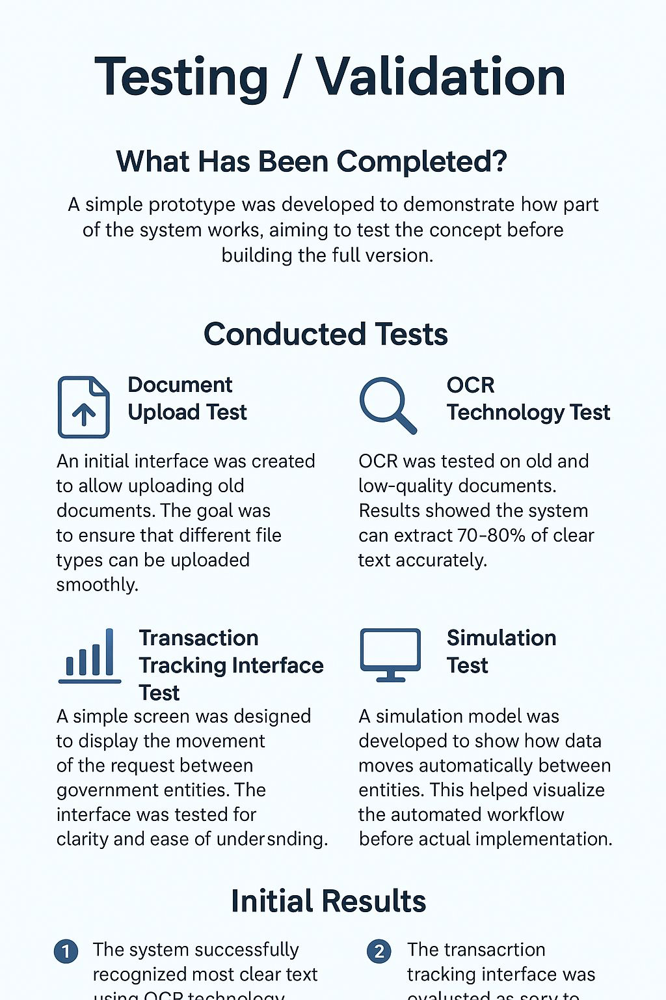 Testing / Validation
What Has Been Completed?
A simple prototype was developed to demonstrate how part
of the system works, aiming to test the concept before
building the full version.
Conducted Tests
Document
Upload Test
An initial interface was created
to allow uploading old
documents. The goal was
to ensure that different file
types can be uploaded
smoothly.
OCR
Technology Test
OCR was tested on old and
low-quality documents.
Results showed the system
can extract 70-80% of clear
text accurately.
Transaction
Tracking Interface
Test
A simple screen was designed
to display the movement
of the request between
government entities. The
interface was tested for
clarity and ease of undersnding.
Simulation
Test
A simulation model was
developed to show how data
moves automatically between
entities. This helped visualize
the automated workflow
before actual implementation.
Initial Results
1 The system successfully
recognized most clear text
using OCR technology
2 The transacrtion
tracking interface was
evalusted as sory to